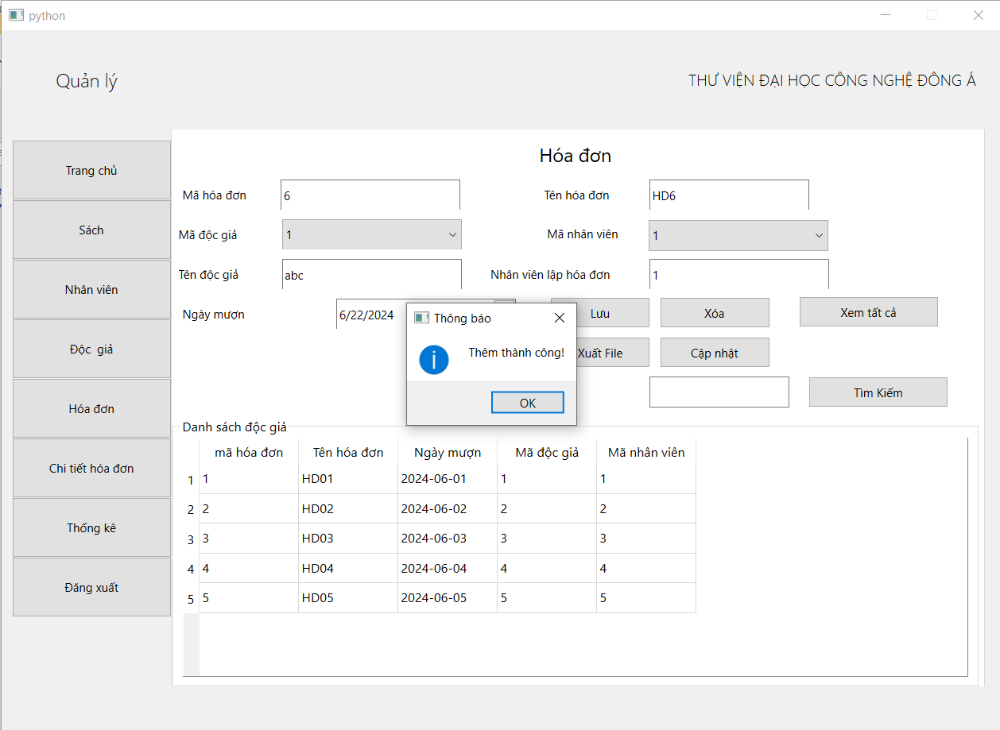 python
Quản lý
THƯ VIỆN ĐẠI HỌC CÔNG NGHỆ ĐÔNG Á
Trang chủ
Sách
Nhân viên
Độc giả
Hóa đơn
Chi tiết hóa đơn
Thống kê
Đăng xuất
Hóa đơn
Mã hóa đơn 6 Tên hóa đơn HD6
Mã độc giả 1 Mã nhân viên 1
Tên độc giả abc Nhân viên lập hóa đơn 1
Ngày mượn 6/22/2024 Lưu Xóa Xem tất cả
Xuất File Cập nhật
Tìm Kiếm
Thông báo
Thêm thành công!
OK
Danh sách độc giả
mã hóa đơn Tên hóa đơn Ngày mượn Mã độc giả Mã nhân viên
1 1 HD01 2024-06-01 1 1
2 2 HD02 2024-06-02 2 2
3 3 HD03 2024-06-03 3 3
4 4 HD04 2024-06-04 4 4
5 5 HD05 2024-06-05 5 5